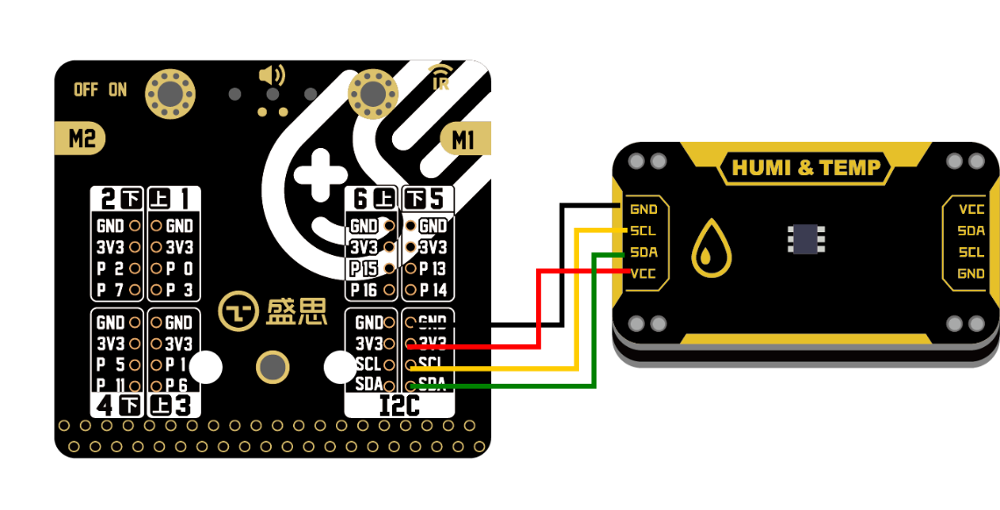 OFF ON
IR
M2
M1
2 下 上 1
GND GND
3V3 3V3
P 2 P 0
P 7 P 3
GND GND
3V3 3V3
P 5 P 1
P 11 P 6
4 下 上 3
盛思
6 上 下 5
GND GND
3V3 3V3
P15 P13
P16 P14
GND GND
3V3 3V3
SCL SCL
SDA SDA
I2C
HUMI & TEMP
GND
SCL
SDA
VCC
VCC
SDA
SCL
GND